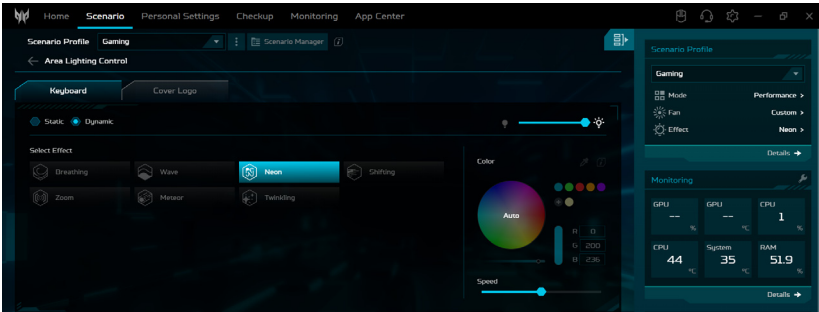 Home Scenario Personal Settings Checkup Monitoring App Center
Scenario Profile Gaming Scenario Manager
Area Lighting Control
Keyboard Cover Logo
Static Dynamic
Select Effect
Breathing Wave Neon Shifting
Zoom Meteor Twinkling
Color
Auto
R 0
G 200
B 236
Speed
Scenario Profile
Gaming
Mode Performance >
Fan Custom >
Effect Neon >
Details →
Monitoring
GPU GPU CPU
-- -- 1
% °C %
CPU System RAM
44 35 51.9
°C °C %
Details →